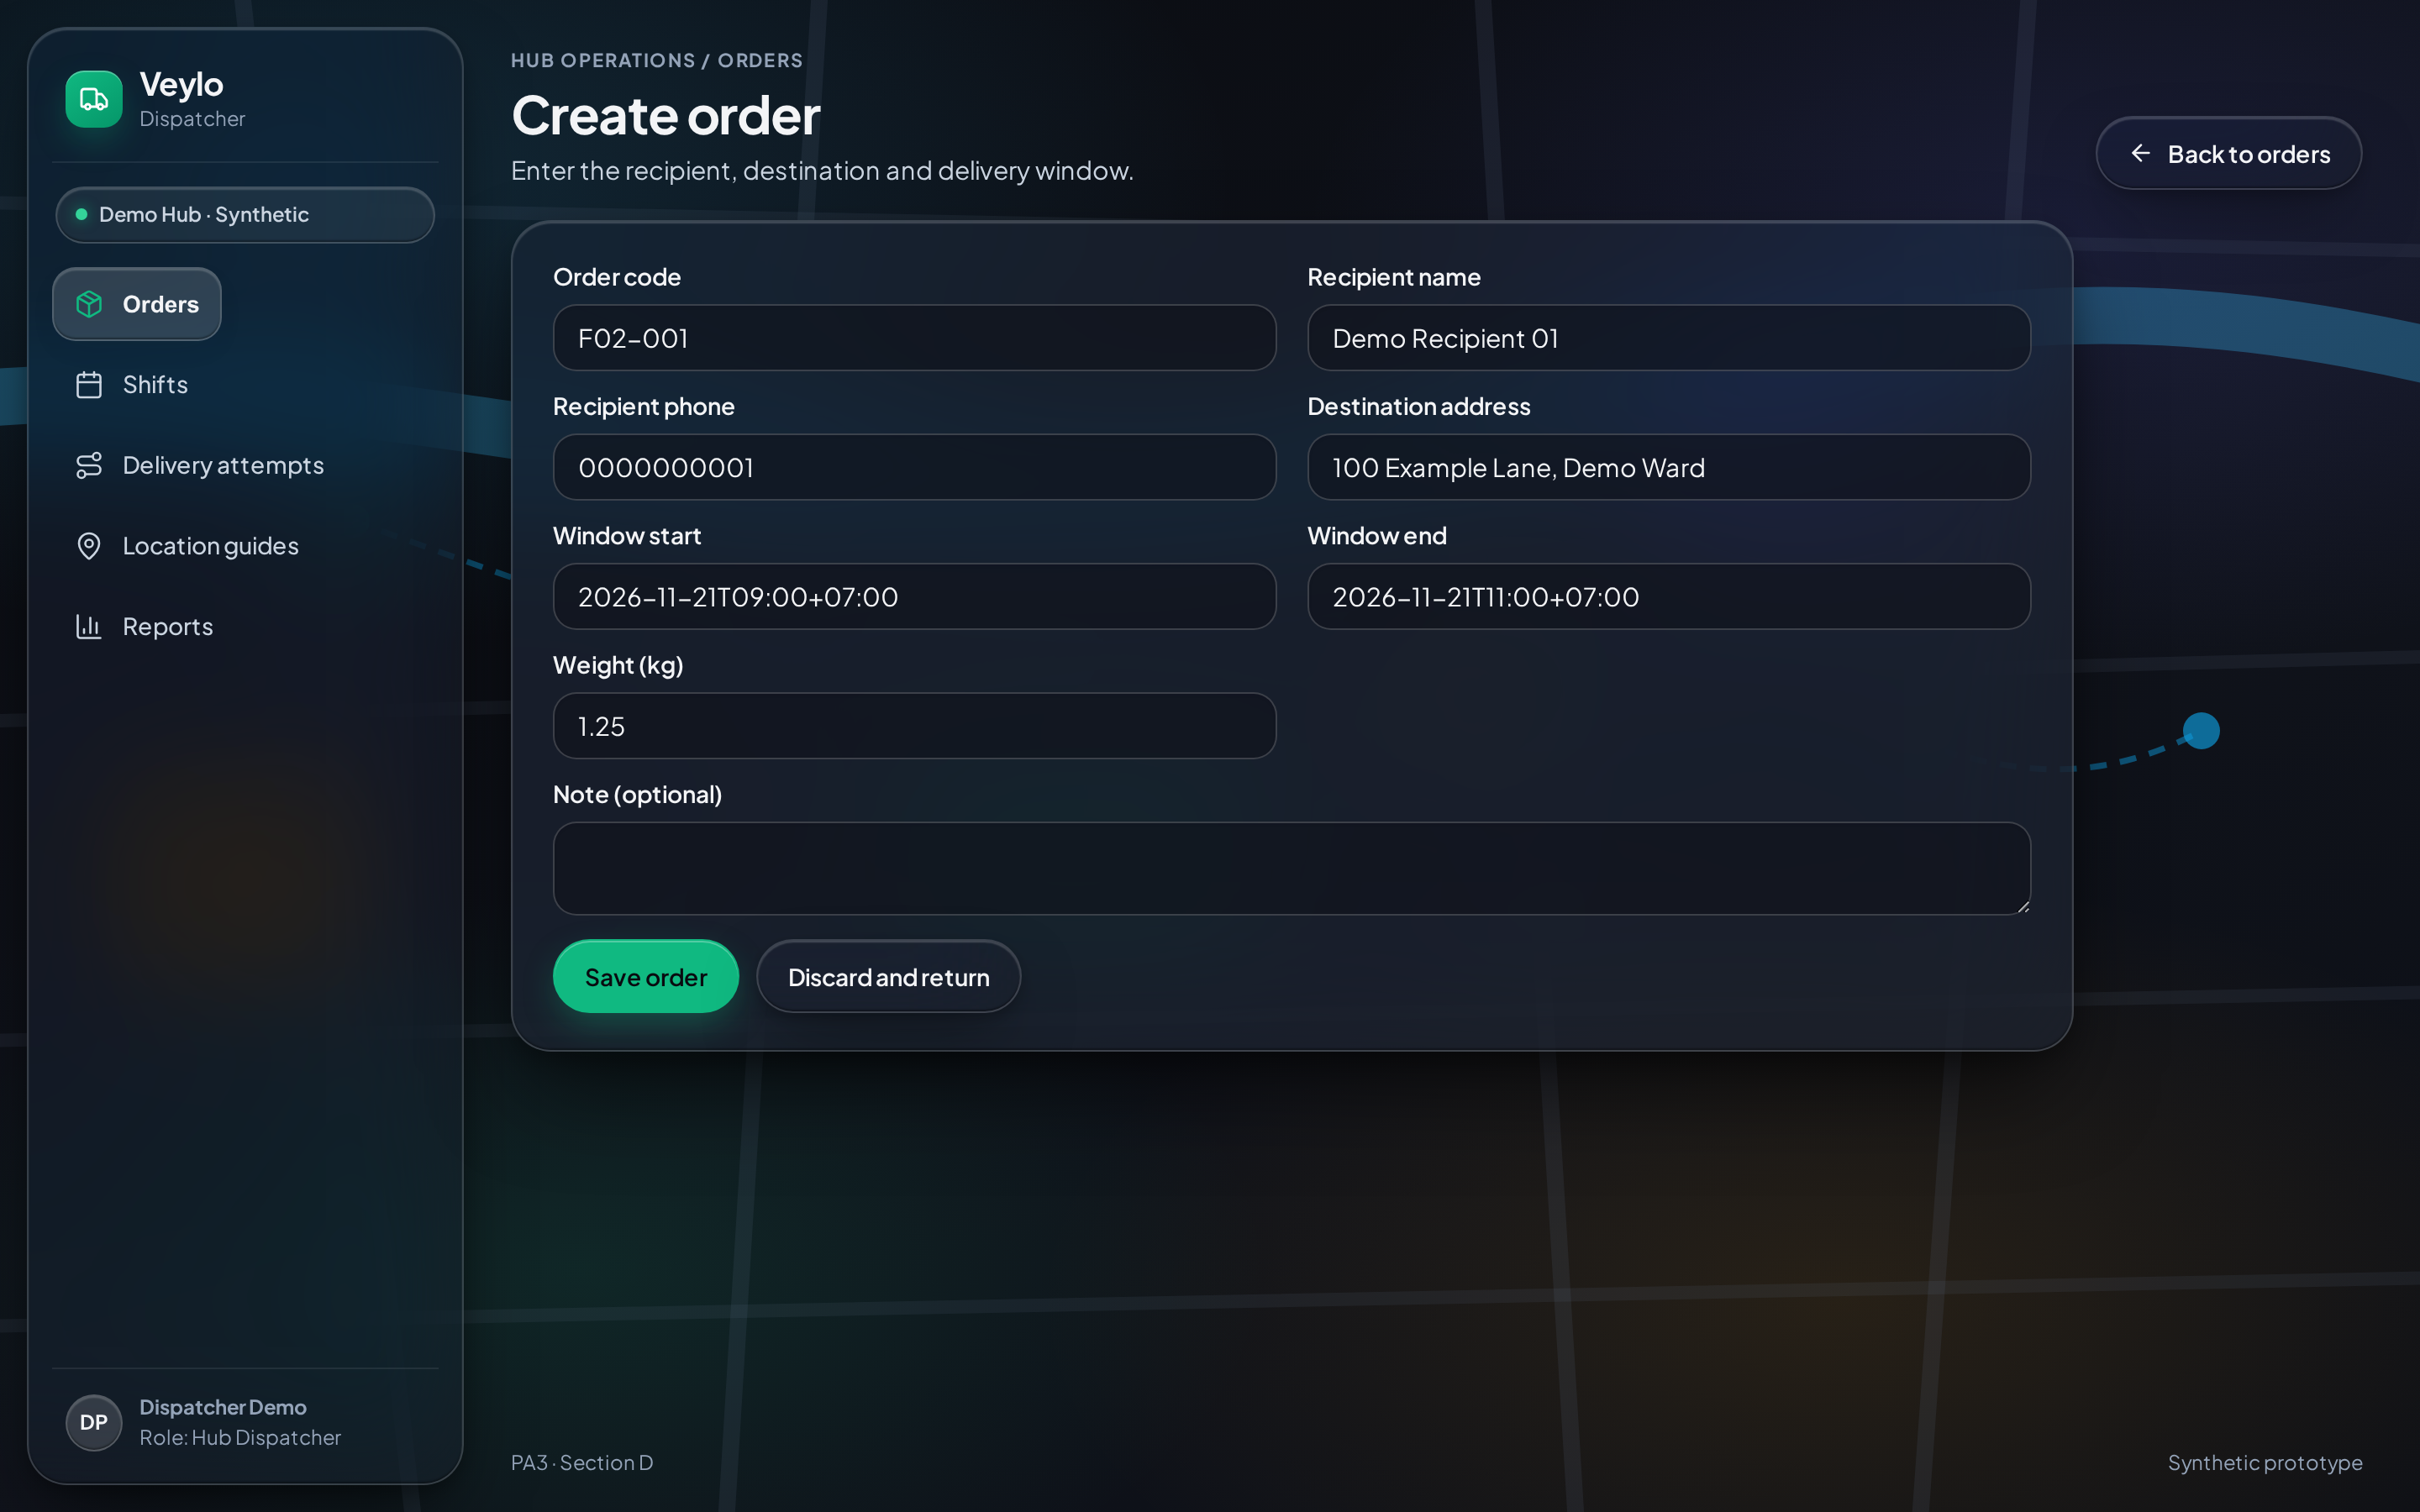 Veylo
Dispatcher
Demo Hub · Synthetic
Orders
Shifts
Delivery attempts
Location guides
Reports
DP
Dispatcher Demo
Role: Hub Dispatcher
HUB OPERATIONS / ORDERS
Create order
Enter the recipient, destination and delivery window.
Back to orders
Order code
F02-001
Recipient name
Demo Recipient 01
Recipient phone
0000000001
Destination address
100 Example Lane, Demo Ward
Window start
2026-11-21T09:00+07:00
Window end
2026-11-21T11:00+07:00
Weight (kg)
1.25
Note (optional)
Save order
Discard and return
PA3 · Section D
Synthetic prototype